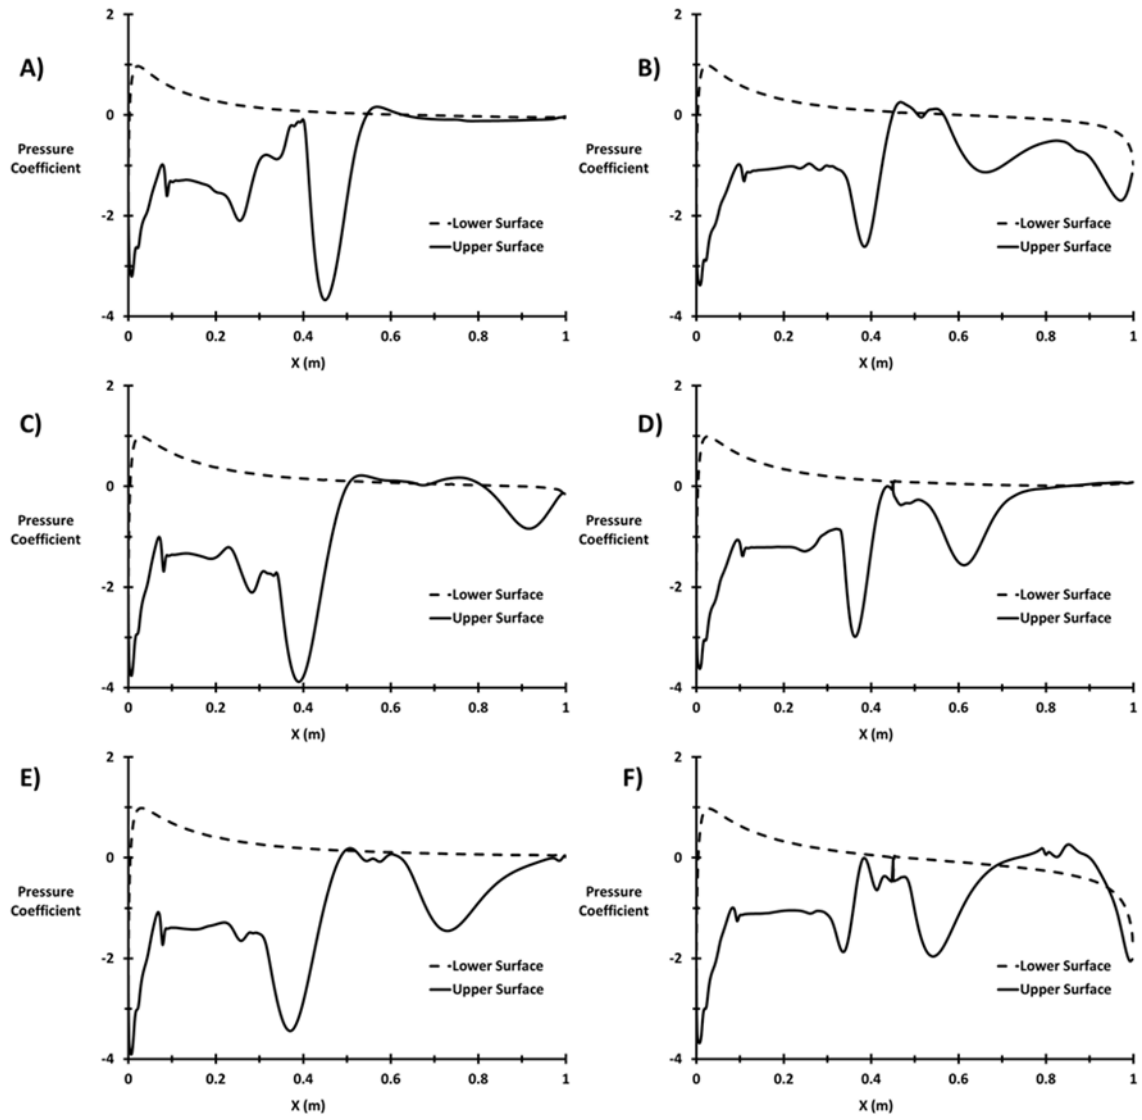 A)
2
0
-2
-4
Pressure
Coefficient
Lower Surface
Upper Surface
0 0.2 0.4 0.6 0.8 1
X (m)
B)
2
0
-2
-4
Pressure
Coefficient
Lower Surface
Upper Surface
0 0.2 0.4 0.6 0.8 1
X (m)
C)
2
0
-2
-4
Pressure
Coefficient
Lower Surface
Upper Surface
0 0.2 0.4 0.6 0.8 1
X (m)
D)
2
0
-2
-4
Pressure
Coefficient
Lower Surface
Upper Surface
0 0.2 0.4 0.6 0.8 1
X (m)
E)
2
0
-2
-4
Pressure
Coefficient
Lower Surface
Upper Surface
0 0.2 0.4 0.6 0.8 1
X (m)
F)
2
0
-2
-4
Pressure
Coefficient
Lower Surface
Upper Surface
0 0.2 0.4 0.6 0.8 1
X (m)